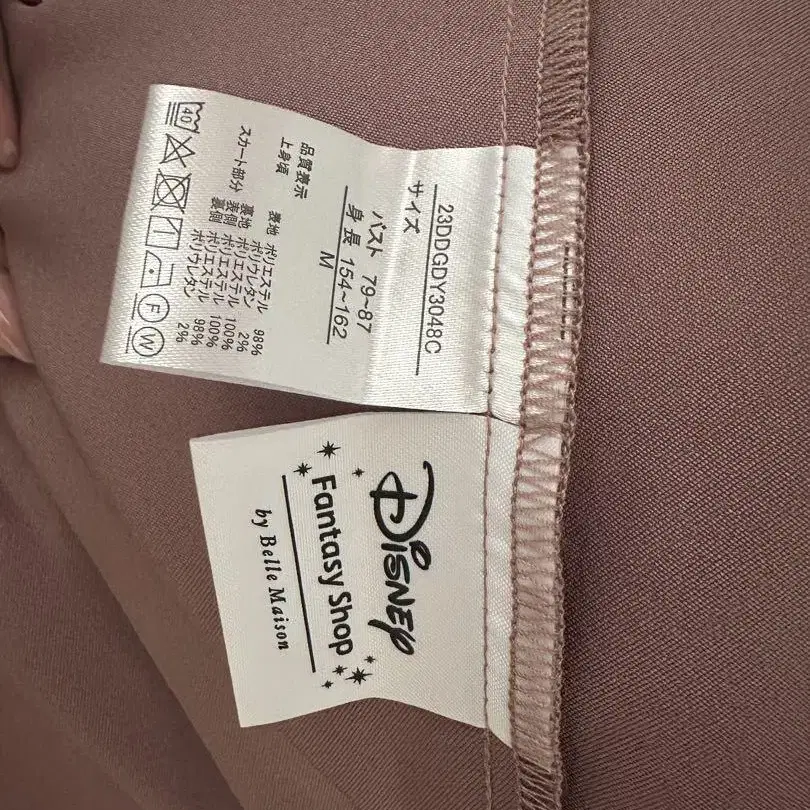 23DDGDY3048C
サイズ
バスト 79~87
身長 154~162
M
品質表示
上身頃 表地 ポリエステル 98%
ポリウレタン 2%
裏地 ポリエステル 100%
スカート部分 表側 ポリエステル 100%
裏側 ポリエステル 98%
ポリウレタン 2%
40
F
W
Disney
Fantasy Shop
by Belle Maison